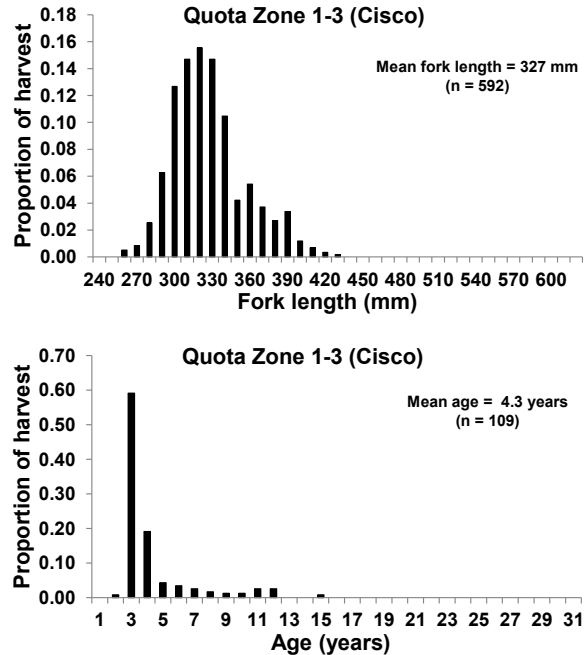 Quota Zone 1-3 (Cisco)
Mean fork length = 327 mm
(n = 592)
Proportion of harvest
0.18
0.16
0.14
0.12
0.10
0.08
0.06
0.04
0.02
0.00
240 270 300 330 360 390 420 450 480 510 540 570 600
Fork length (mm)
Quota Zone 1-3 (Cisco)
Mean age = 4.3 years
(n = 109)
Proportion of harvest
0.70
0.60
0.50
0.40
0.30
0.20
0.10
0.00
1 3 5 7 9 11 13 15 17 19 21 23 25 27 29 31
Age (years)